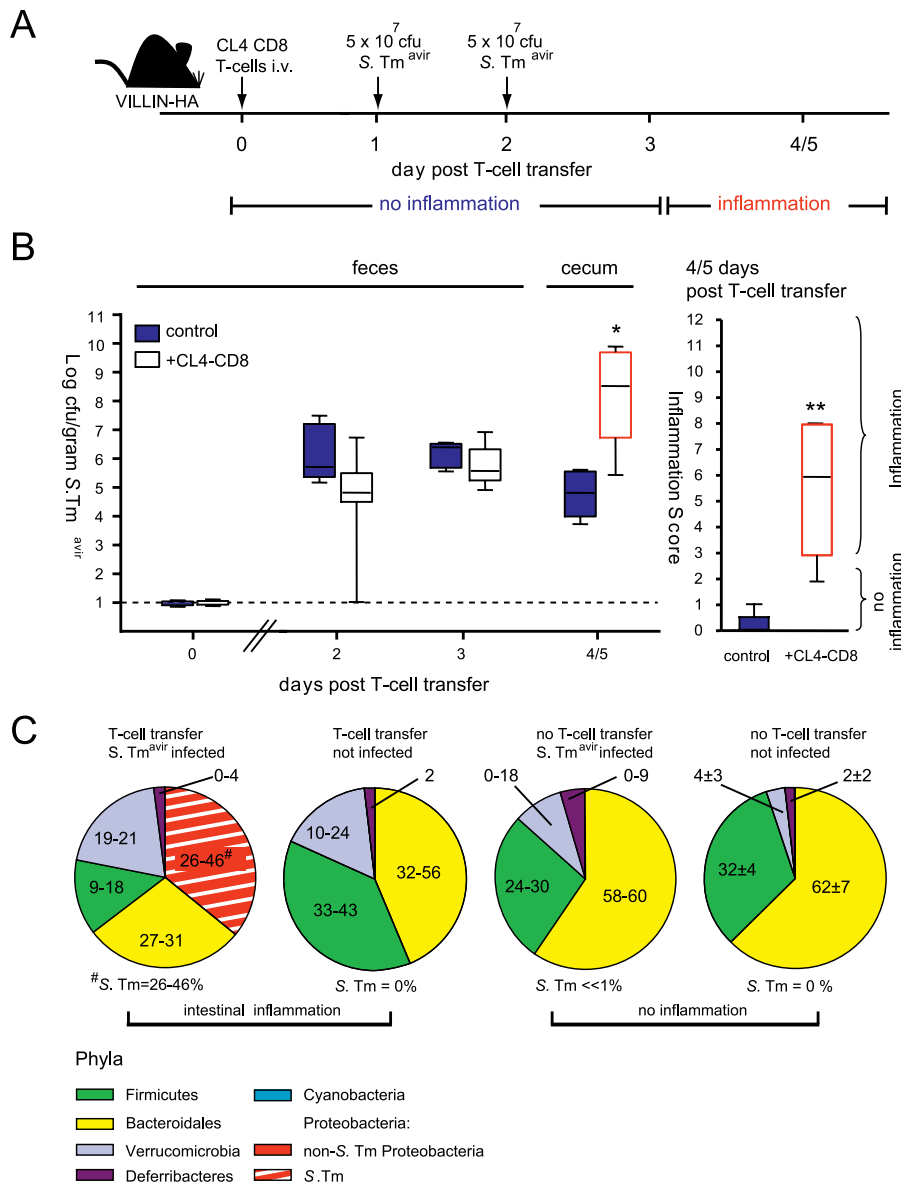 A
CL4 CD8
T-cells i.v.
5 x 10⁷ cfu
S. Tm avir
5 x 10⁷ cfu
S. Tm avir
VILLIN-HA
0 1 2 3 4/5
day post T-cell transfer
no inflammation
inflammation
B
feces
cecum
4/5 days
post T-cell transfer
control
+CL4-CD8
Log cfu/gram S.Tm avir
11
10
9
8
7
6
5
4
3
2
1
*
0 2 3 4/5
days post T-cell transfer
Inflammation Score
12
11
10
9
8
7
6
5
4
3
2
1
0
**
control +CL4-CD8
Inflammation
no inflammation
C
T-cell transfer
S. Tm avir infected
0-4
19-21
26-46#
9-18
27-31
#S. Tm=26-46%
T-cell transfer
not infected
2
10-24
32-56
33-43
S. Tm = 0%
no T-cell transfer
S. Tm avir infected
0-18
0-9
24-30
58-60
S. Tm <<1%
no T-cell transfer
not infected
4±3
2±2
32±4
62±7
S. Tm = 0 %
intestinal inflammation
no inflammation
Phyla
Firmicutes
Bacteroidales
Verrucomicrobia
Deferribacteres
Cyanobacteria
Proteobacteria:
non-S. Tm Proteobacteria
S.Tm